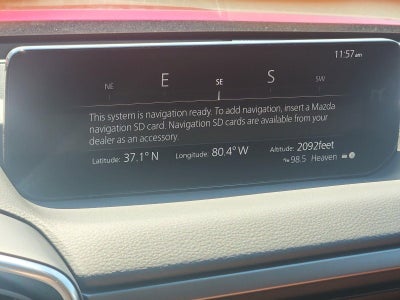 11:57am
NE E SE S SW
This system is navigation ready. To add navigation, insert a Mazda
navigation SD card. Navigation SD cards are available from your
dealer as an accessory.
Latitude: 37.1° N Longitude: 80.4° W Altitude: 2092feet
98.5 Heaven